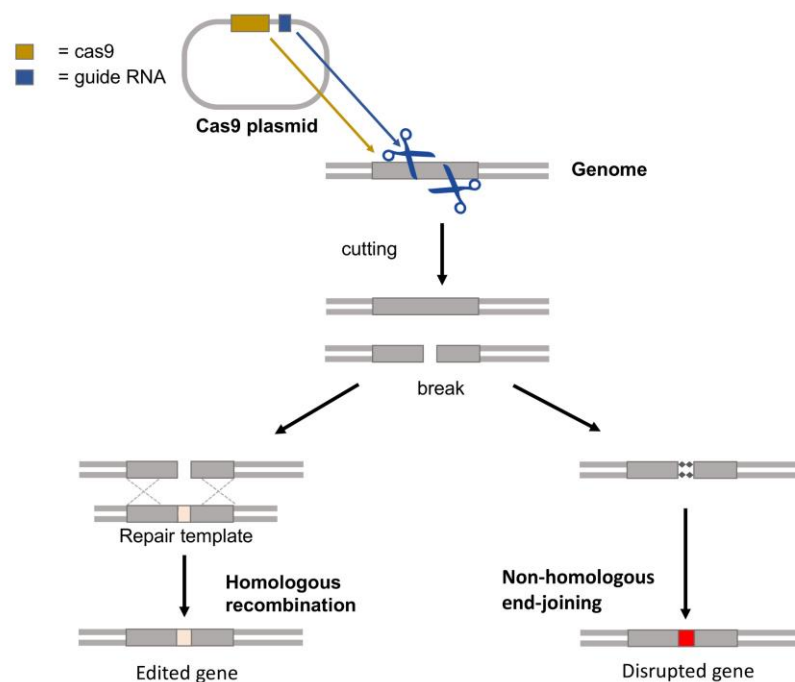 = cas9
= guide RNA
Cas9 plasmid
Genome
cutting
break
Repair template
Homologous
recombination
Non-homologous
end-joining
Edited gene
Disrupted gene